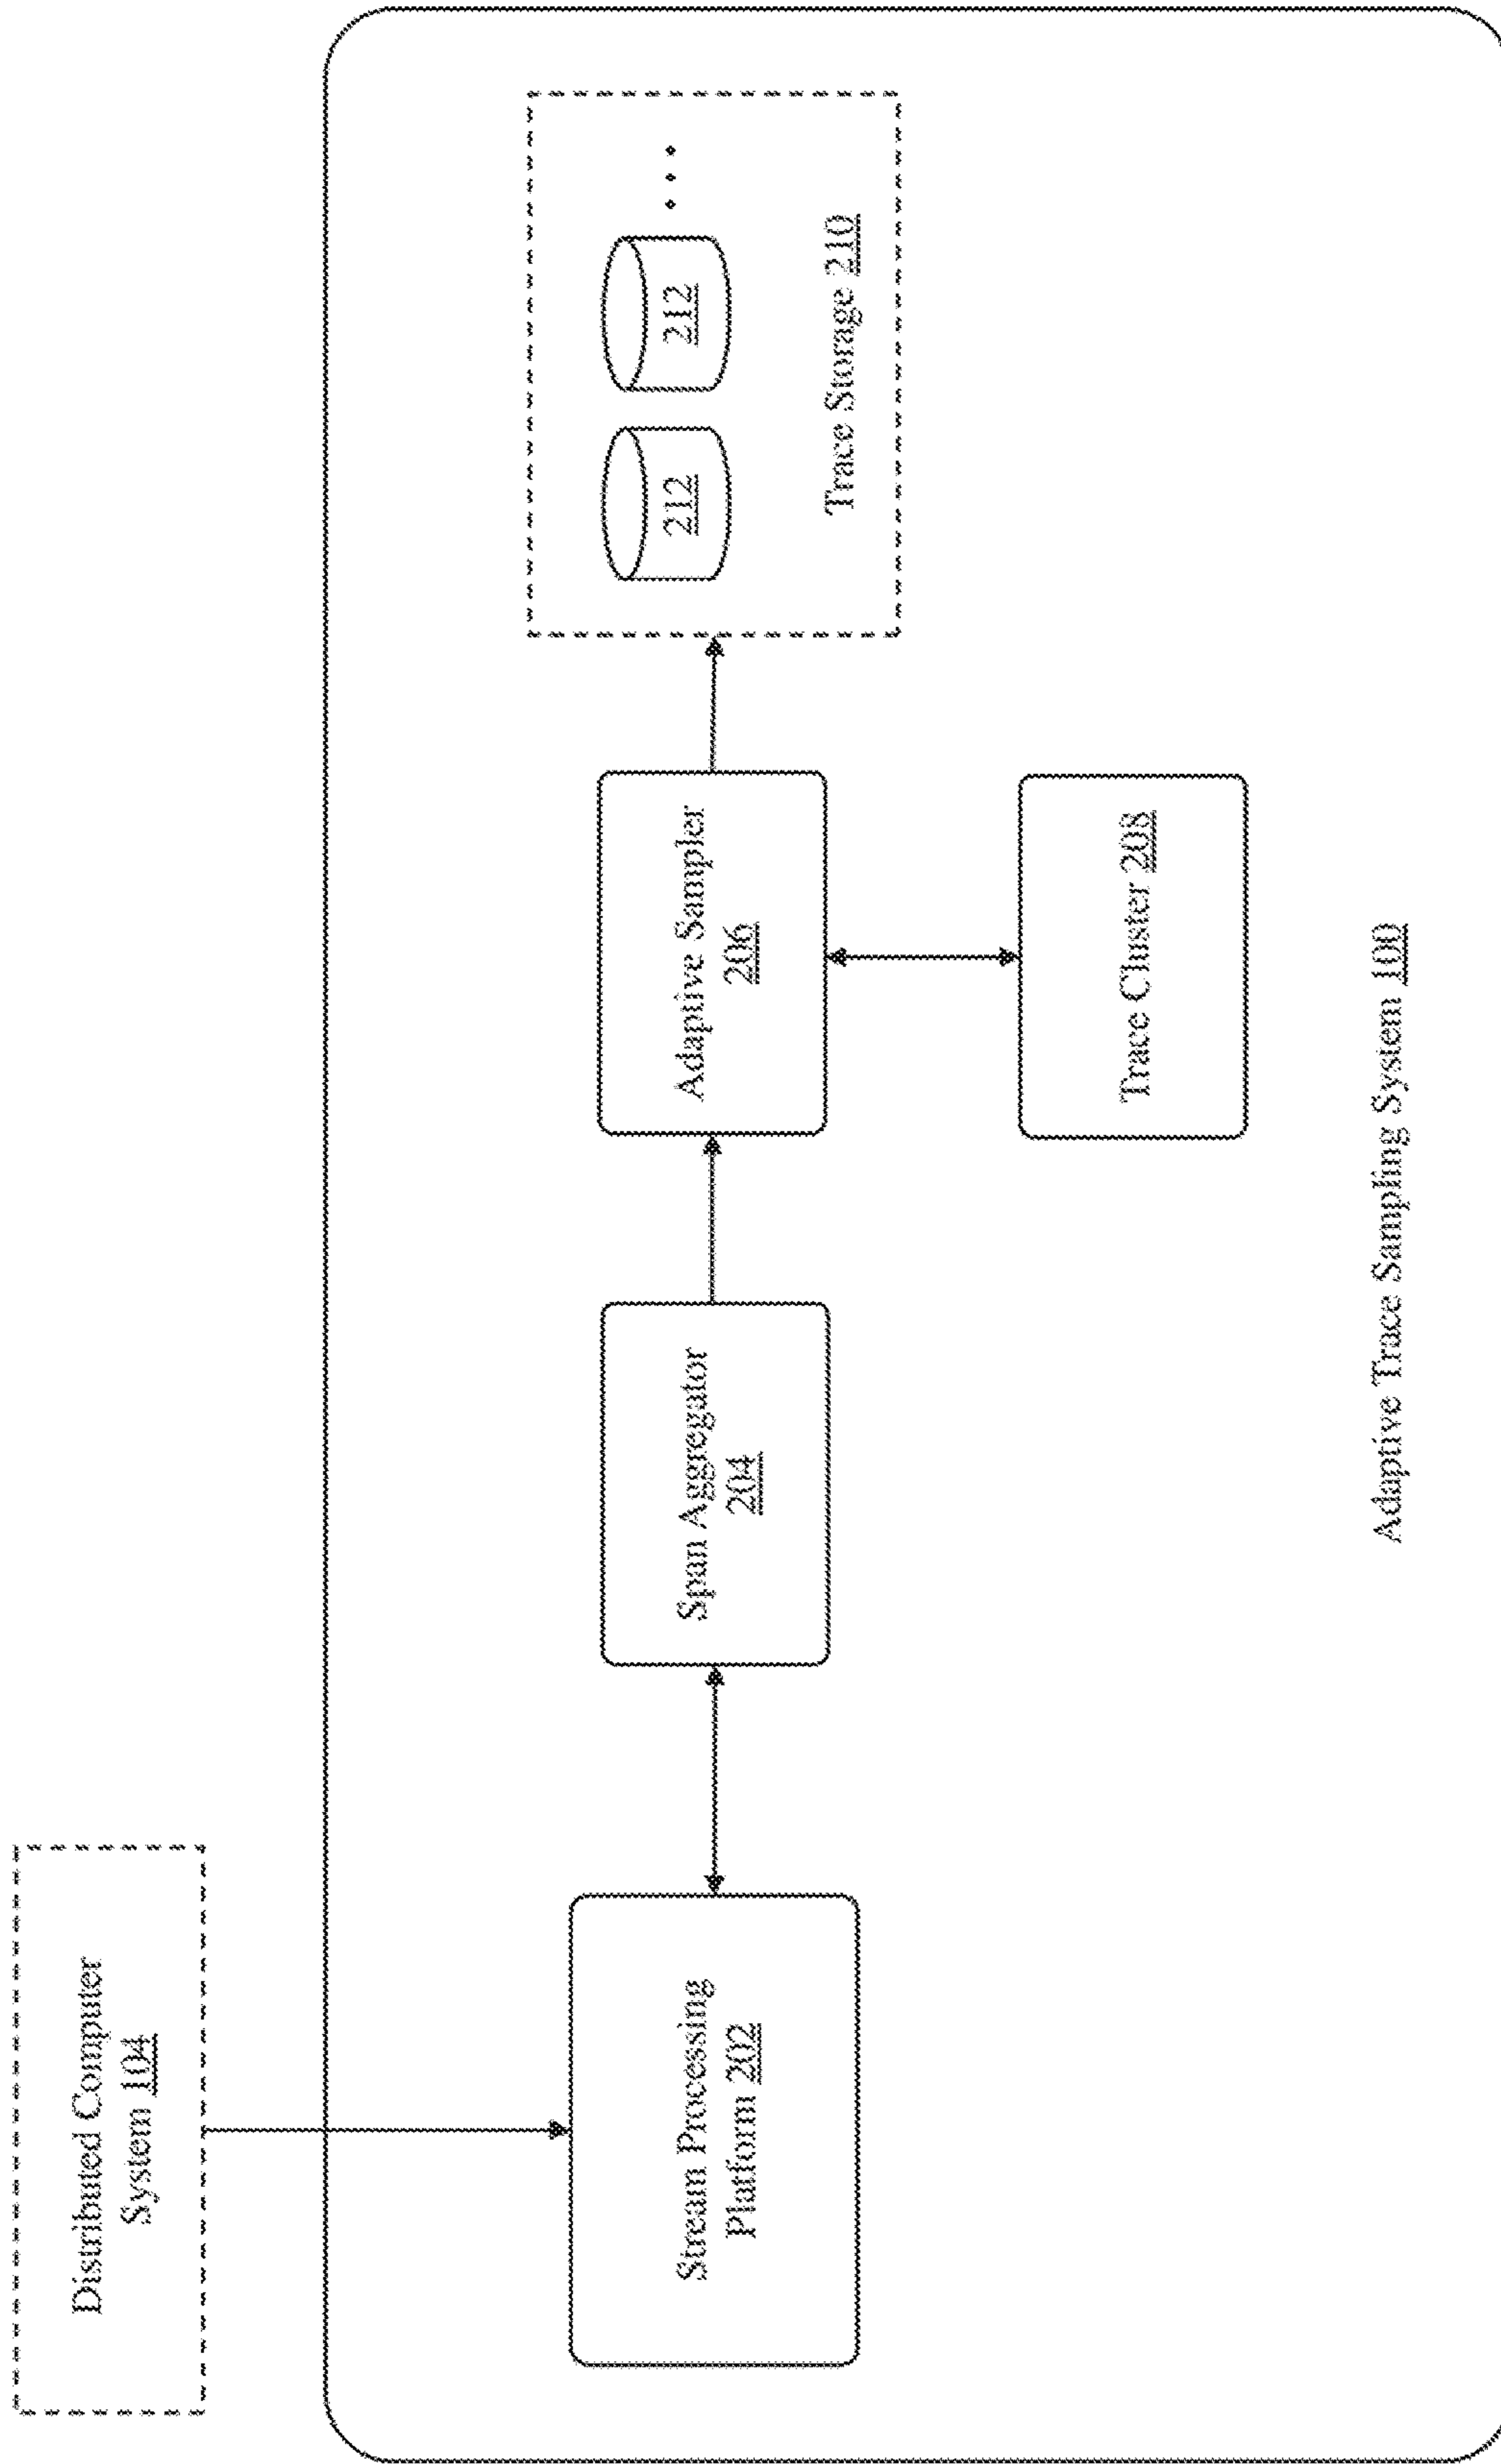 Distributed Computer
System 104
Stream Processing
Platform 202
Span Aggregator
204
Adaptive Sampler
206
212
212
Trace Storage 210
Trace Cluster 208
Adaptive Trace Sampling System 100